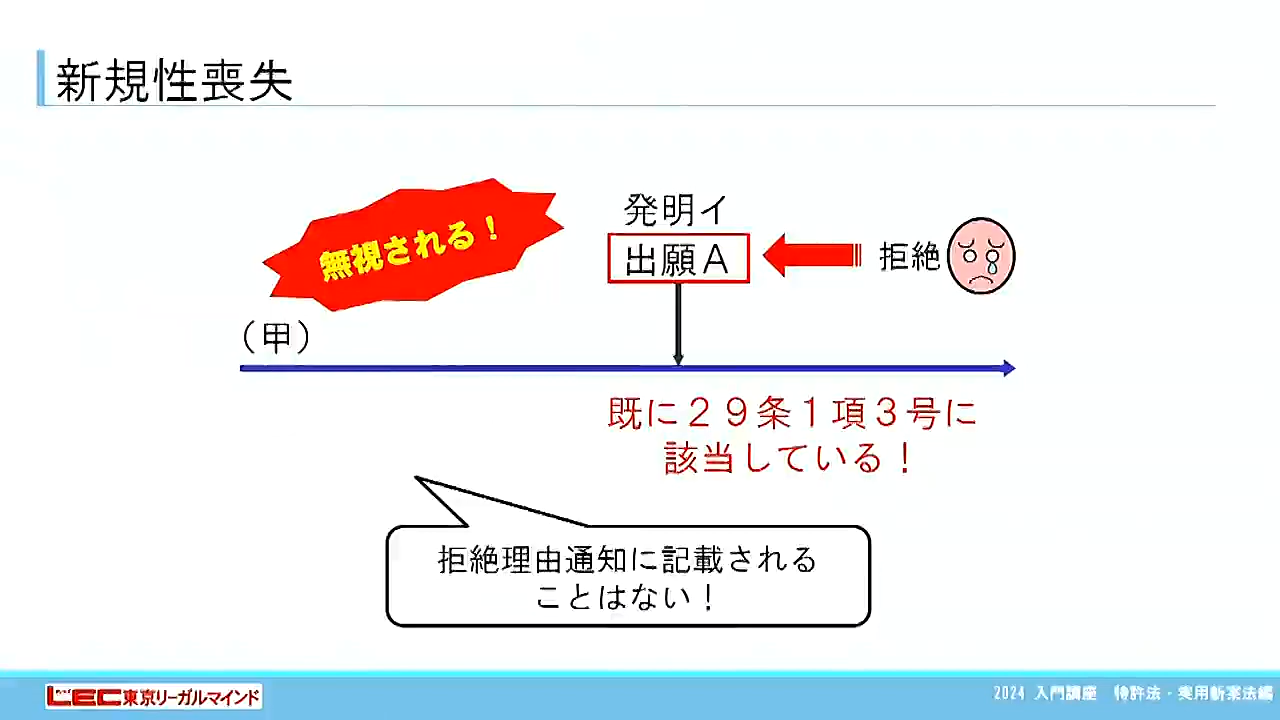 新規性喪失
無視される！
発明イ
出願A
拒絶
（甲）
既に２９条１項３号に
該当している！
拒絶理由通知に記載される
ことはない！
LEC東京リーガルマインド
2024 入門講座 特許法・実用新案法編